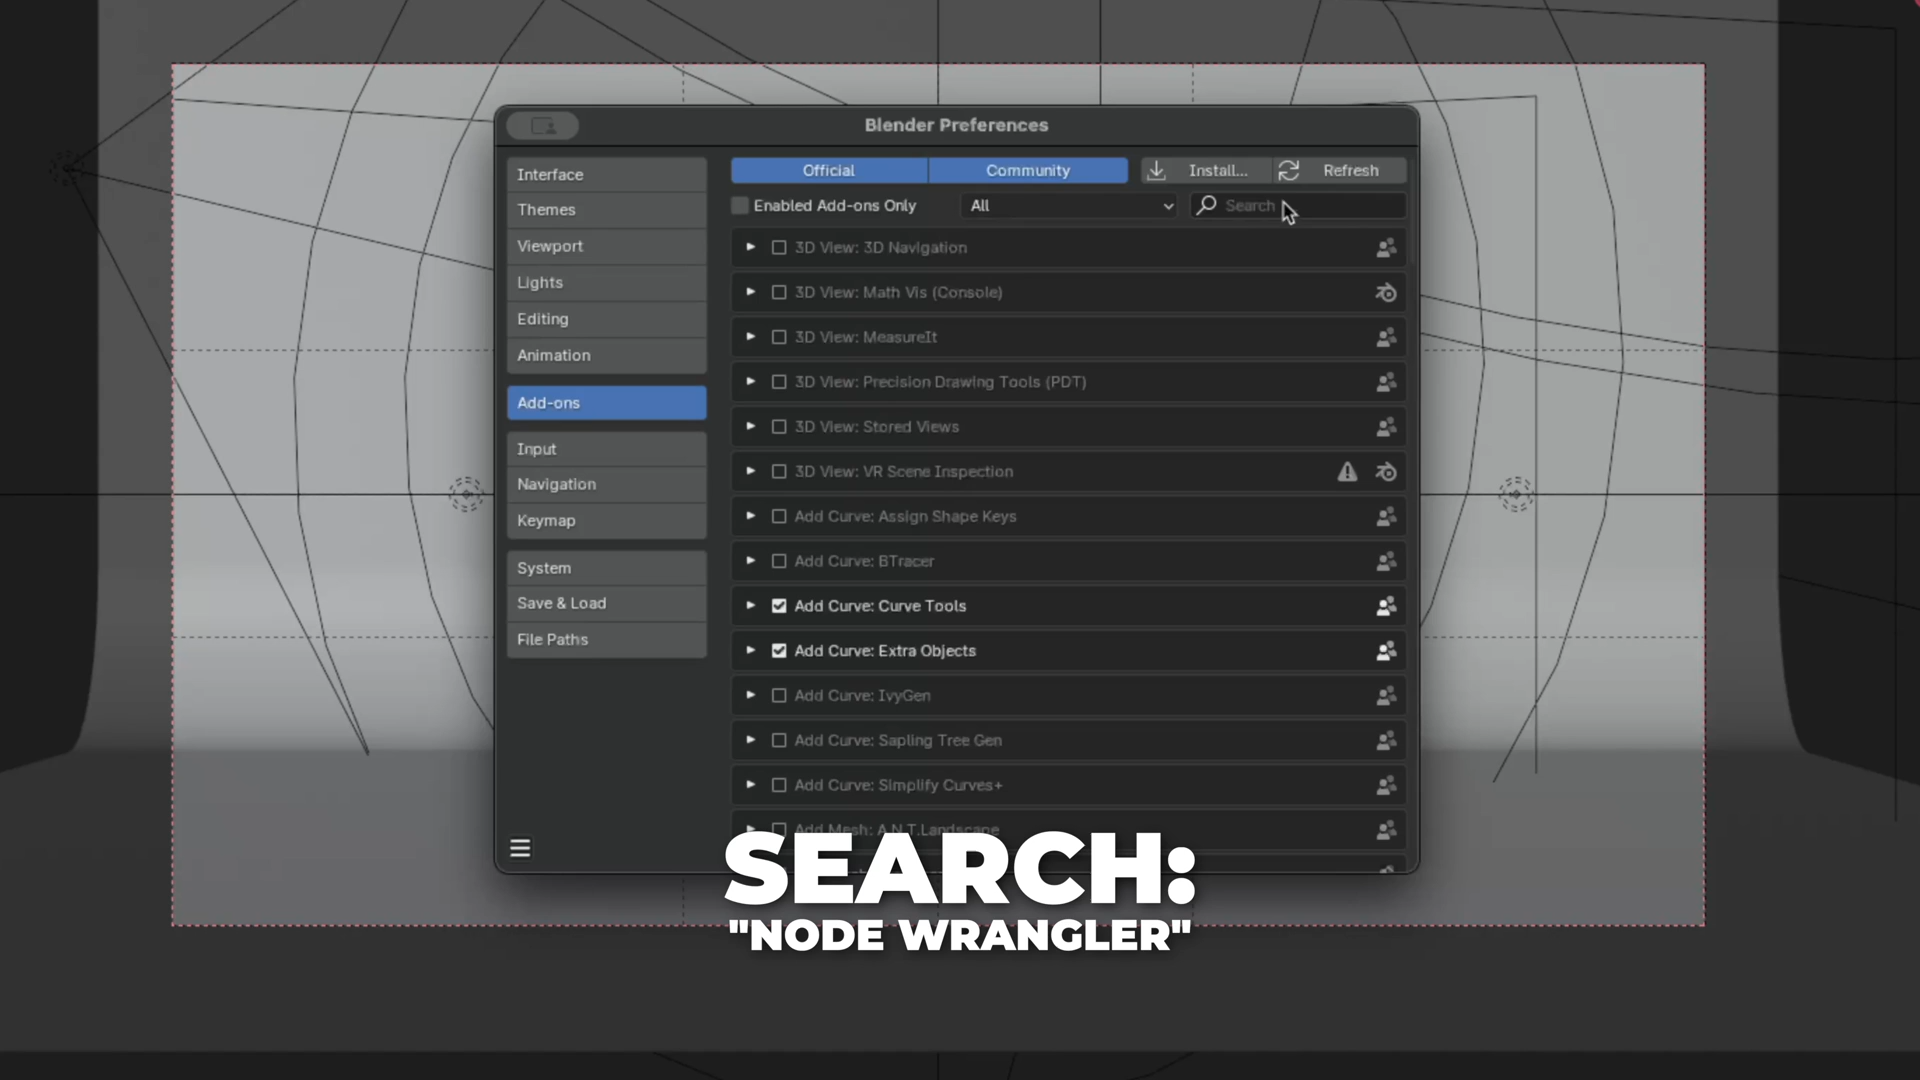 Blender Preferences
Interface
Themes
Viewport
Lights
Editing
Animation
Add-ons
Input
Navigation
Keymap
System
Save & Load
File Paths
Official Community Install... Refresh
Enabled Add-ons Only All Search
3D View: 3D Navigation
3D View: Math Vis (Console)
3D View: MeasureIt
3D View: Precision Drawing Tools (PDT)
3D View: Stored Views
3D View: VR Scene Inspection
Add Curve: Assign Shape Keys
Add Curve: BTracer
Add Curve: Curve Tools
Add Curve: Extra Objects
Add Curve: IvyGen
Add Curve: Sapling Tree Gen
Add Curve: Simplify Curves+
Add Mesh: A.N.T.Landscape
SEARCH:
"NODE WRANGLER"